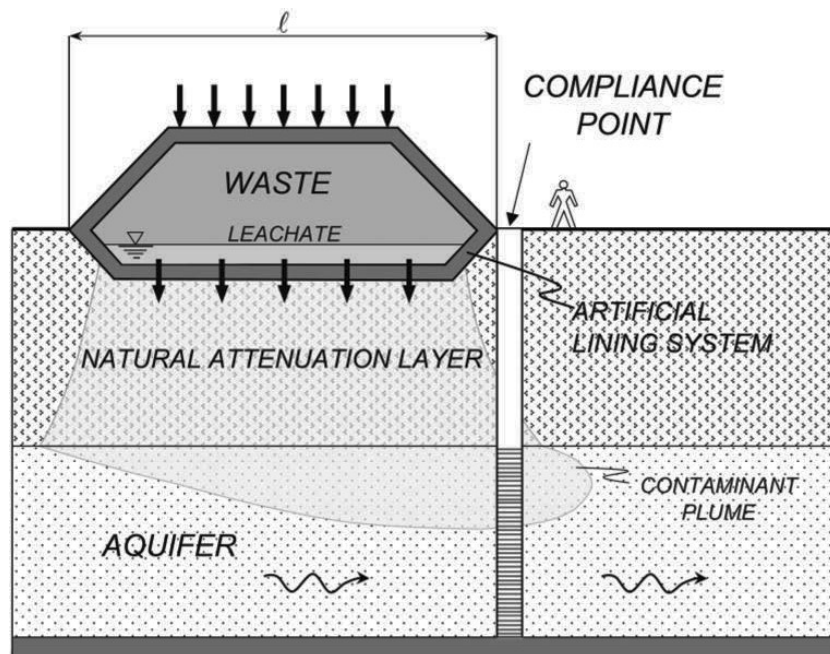 ℓ
COMPLIANCE
POINT
WASTE
LEACHATE
ARTIFICIAL
LINING SYSTEM
NATURAL ATTENUATION LAYER
CONTAMINANT
PLUME
AQUIFER